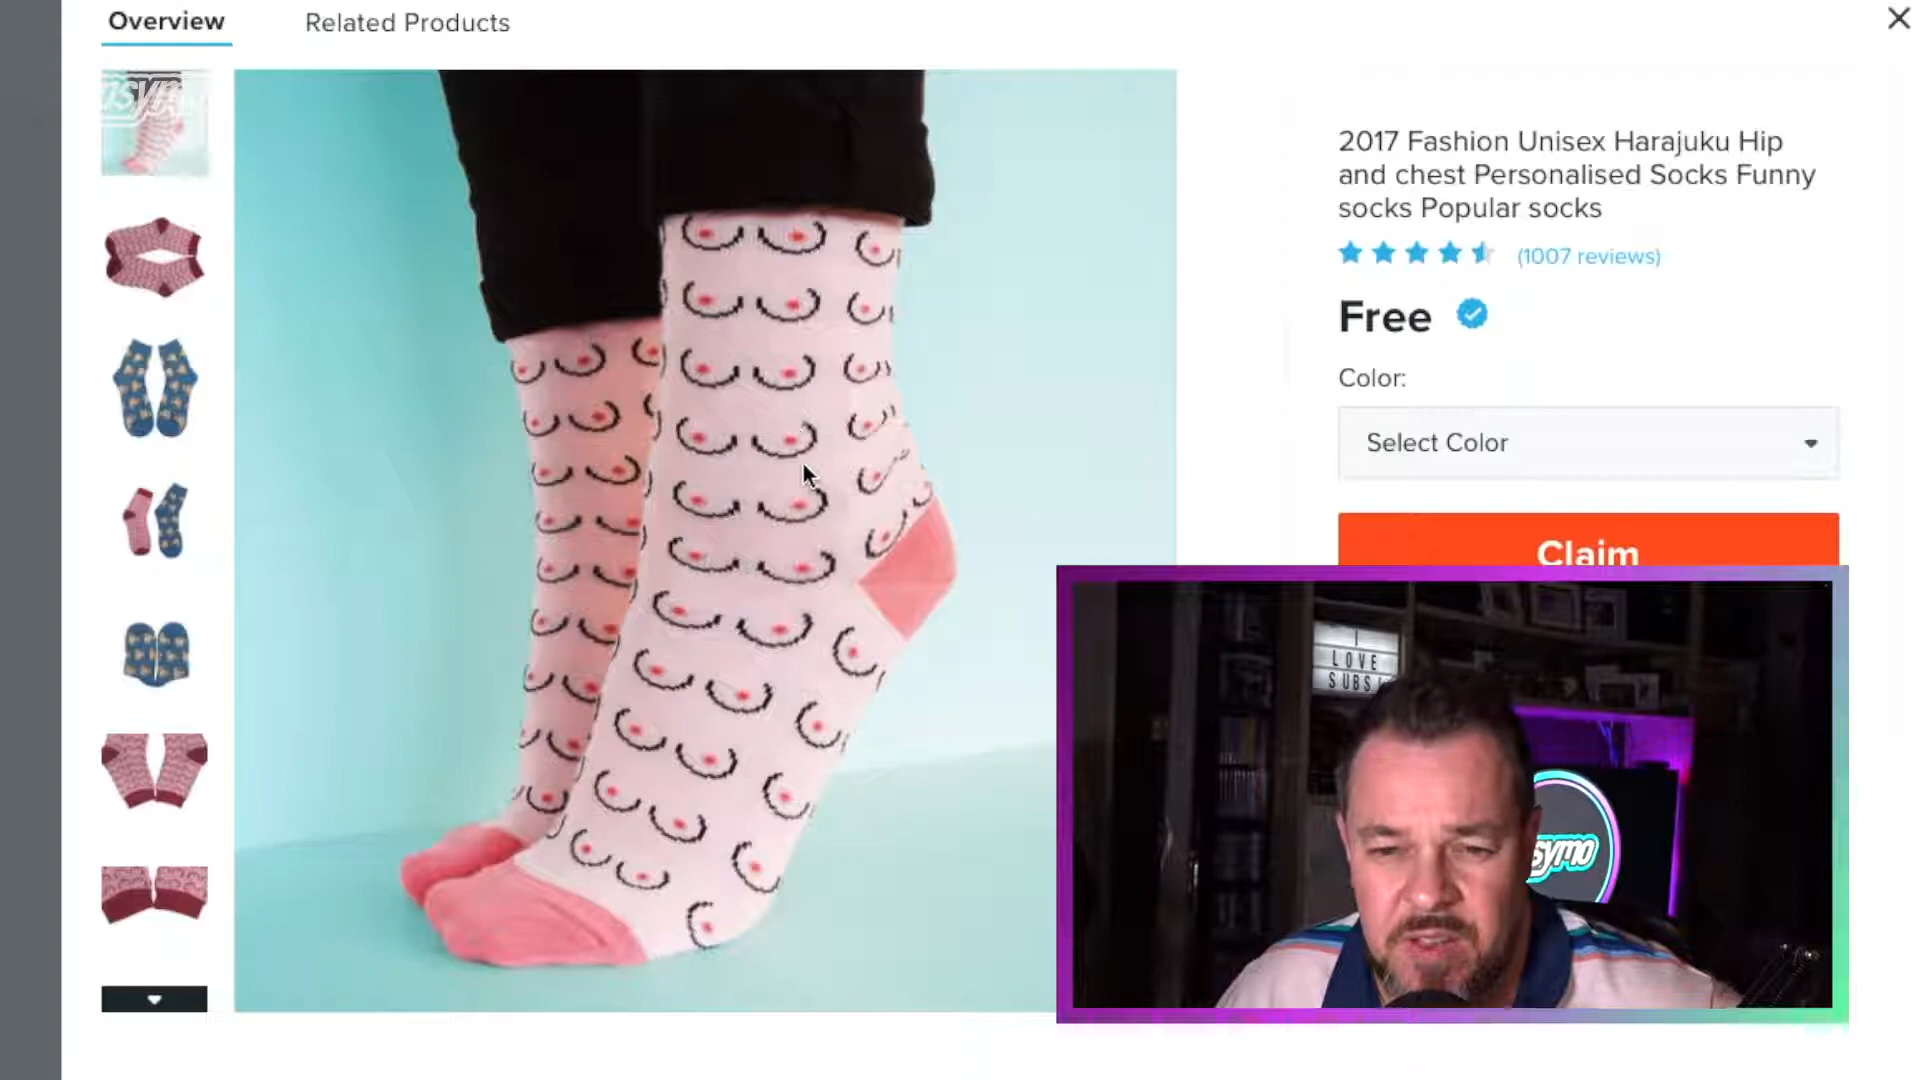 Overview
Related Products
2017 Fashion Unisex Harajuku Hip
and chest Personalised Socks Funny
socks Popular socks
(1007 reviews)
Free
Color:
Select Color
Claim
I
LOVE
SUBS